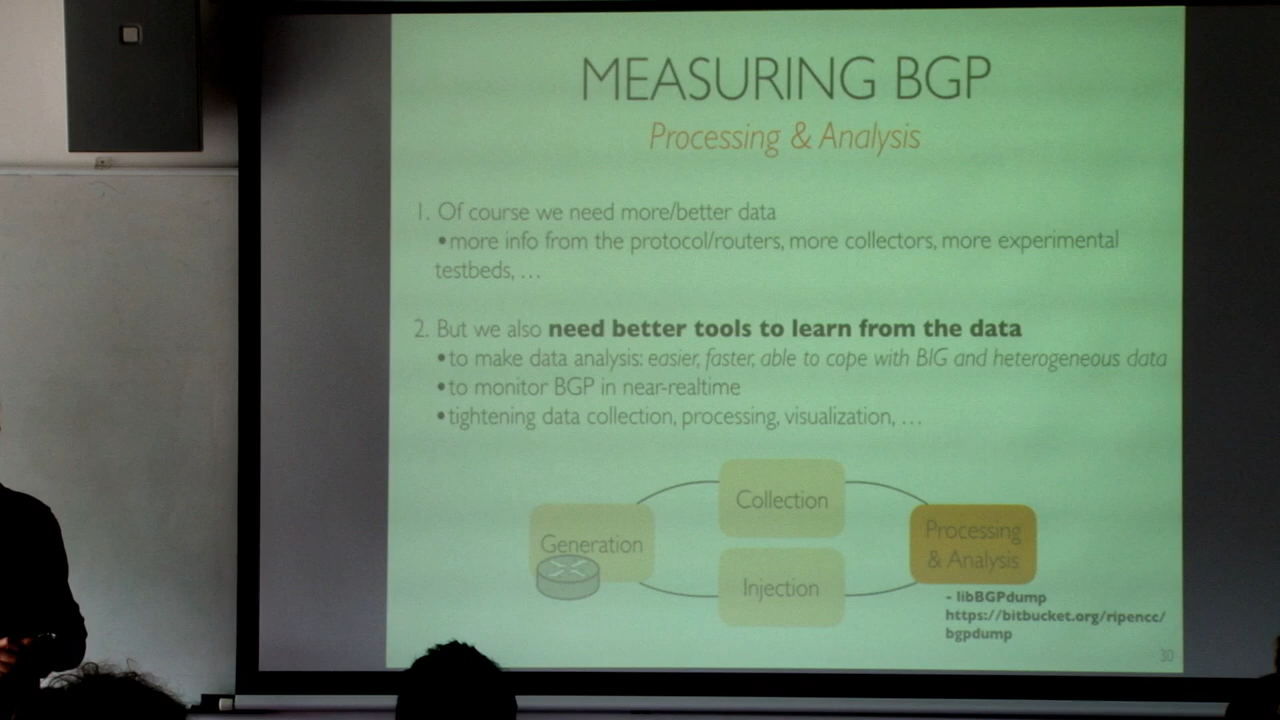 MEASURING BGP
Processing & Analysis
1. Of course we need more/better data
•more info from the protocol/routers, more collectors, more experimental
testbeds, …
2. But we also need better tools to learn from the data
•to make data analysis: easier, faster, able to cope with BIG and heterogeneous data
•to monitor BGP in near-realtime
•tightening data collection, processing, visualization, …
Collection
Generation
Processing
& Analysis
Injection
- libBGPdump
https://bitbucket.org/ripencc/
bgpdump
30